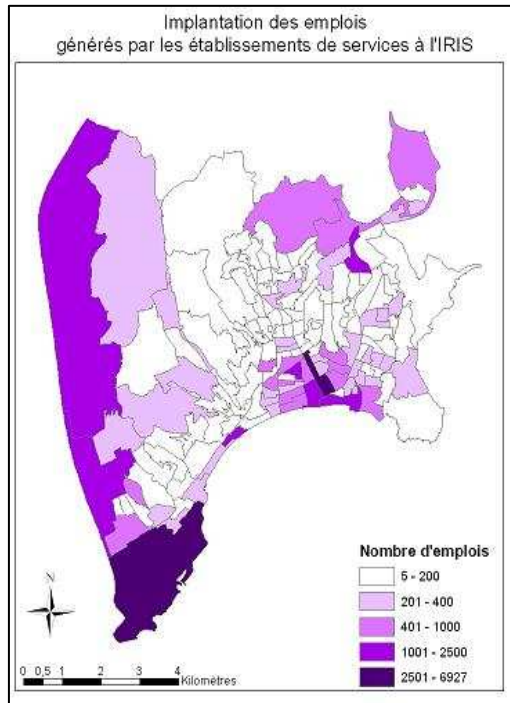 Implantation des emplois
générés par les établissements de services à l'IRIS
Nombre d'emplois
5 - 200
201 - 400
401 - 1000
1001 - 2500
2501 - 6927
N
0 0,5 1 2 3 4
Kilomètres